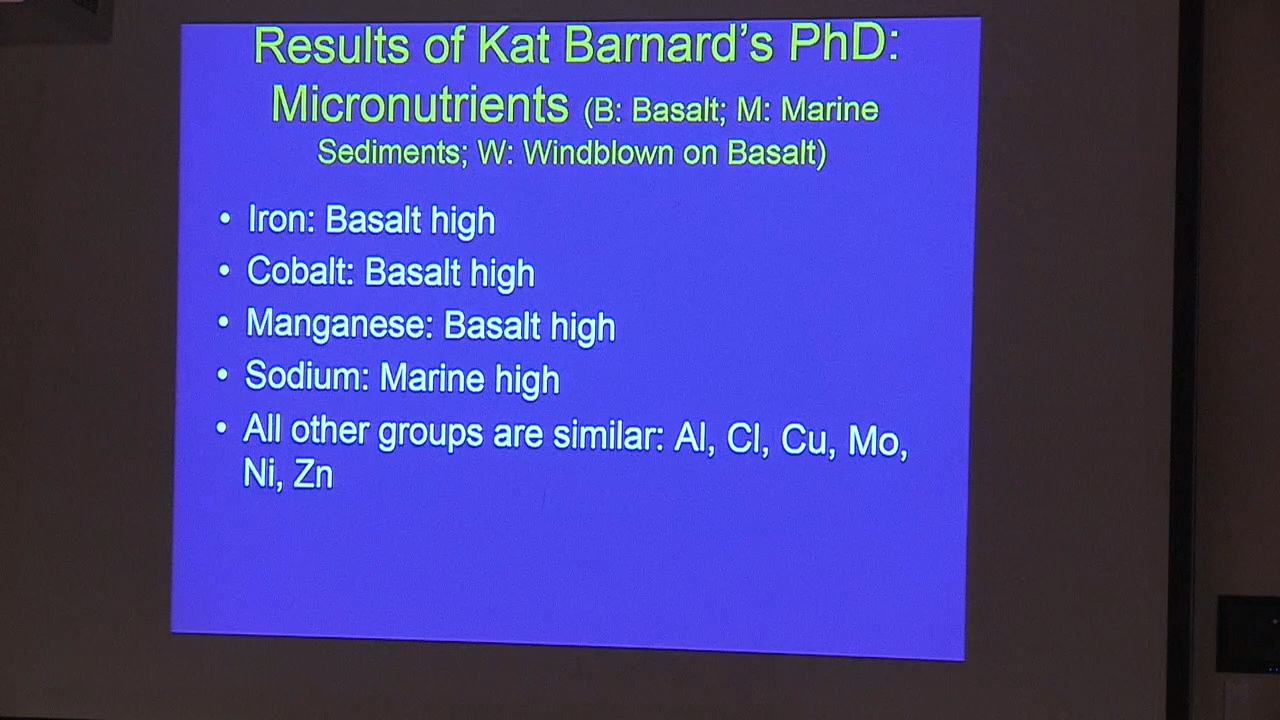 Results of Kat Barnard's PhD:
Micronutrients (B: Basalt; M: Marine
Sediments; W: Windblown on Basalt)
• Iron: Basalt high
• Cobalt: Basalt high
• Manganese: Basalt high
• Sodium: Marine high
• All other groups are similar: Al, Cl, Cu, Mo,
Ni, Zn